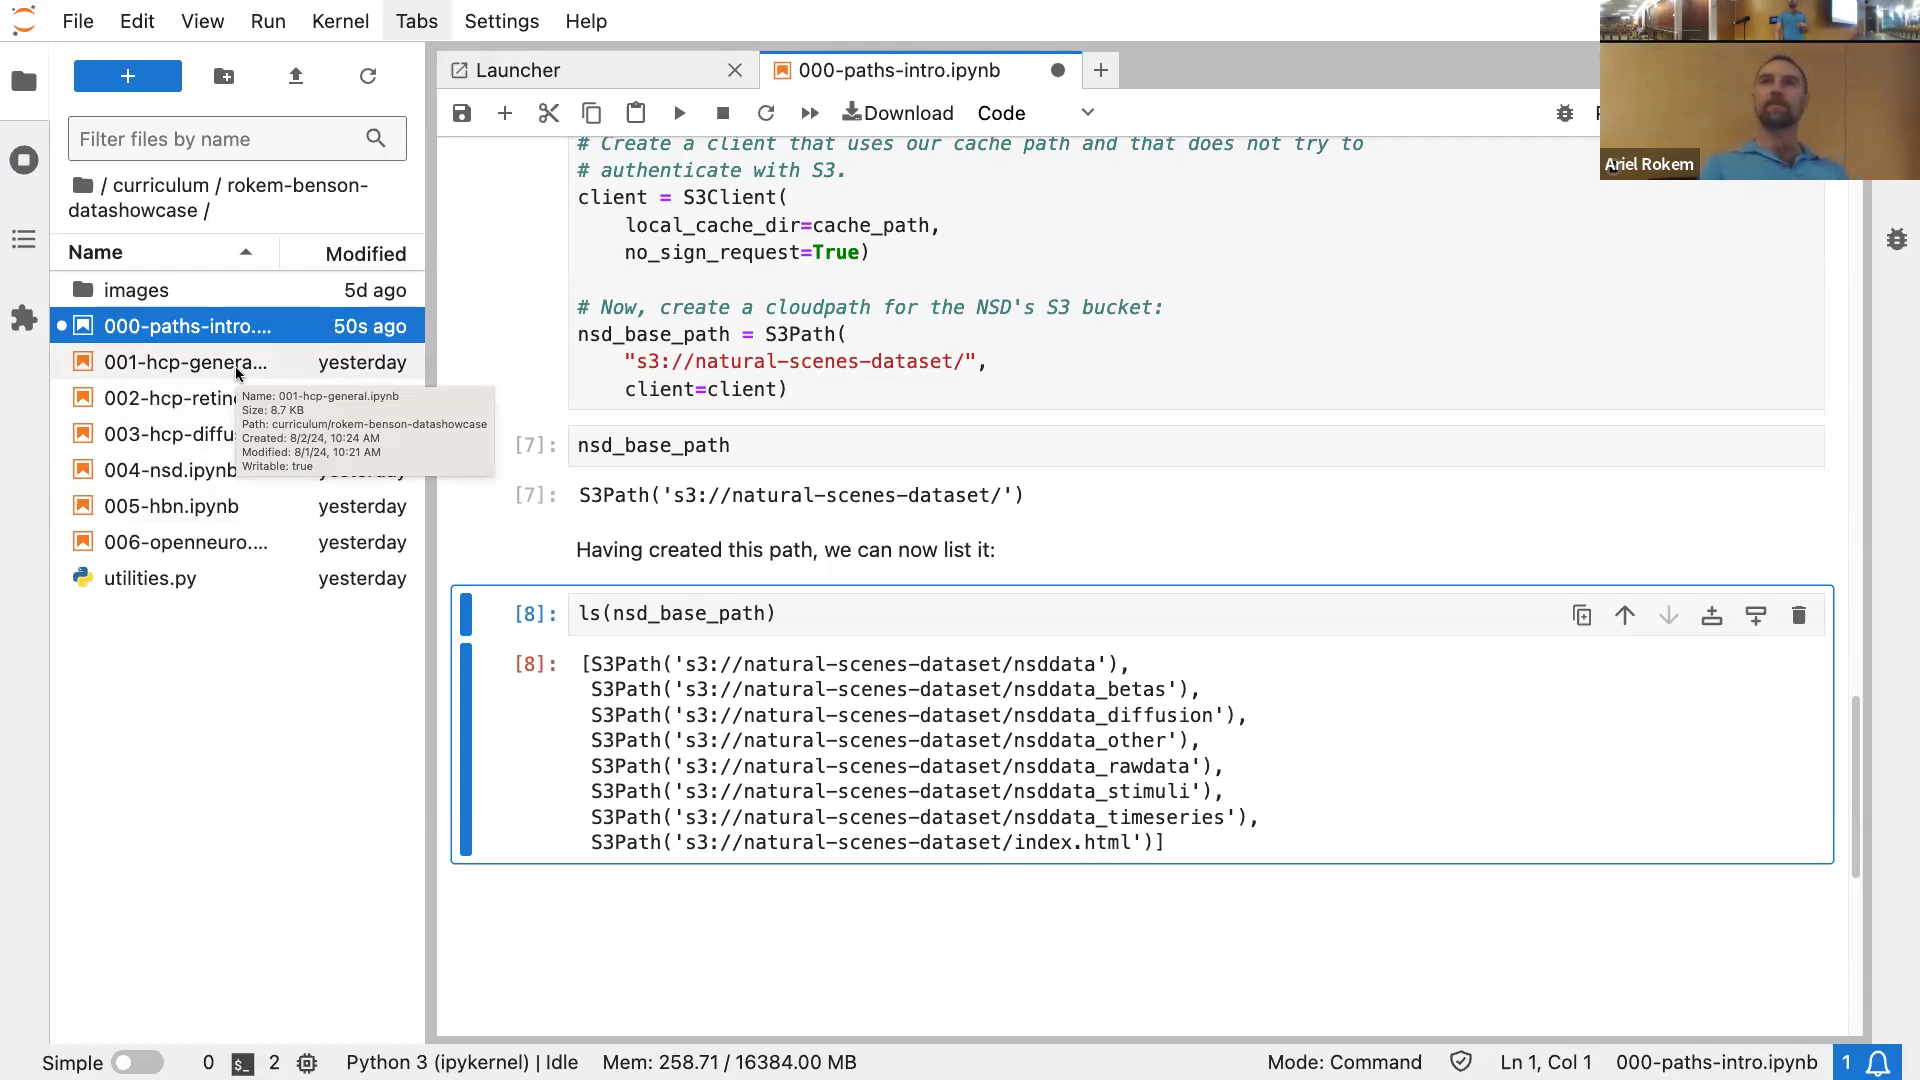 File Edit View Run Kernel Tabs Settings Help
Launcher
000-paths-intro.ipynb
Download Code
Filter files by name
/ curriculum / rokem-benson-
datashowcase /
Name Modified
images 5d ago
000-paths-intro.... 50s ago
001-hcp-genera... yesterday
002-hcp-retin
003-hcp-diffu
004-nsd.ipynb yesterday
005-hbn.ipynb yesterday
006-openneuro.... yesterday
utilities.py yesterday
Name: 001-hcp-general.ipynb
Size: 8.7 KB
Path: curriculum/rokem-benson-datashowcase
Created: 8/2/24, 10:24 AM
Modified: 8/1/24, 10:21 AM
Writable: true
# Create a client that uses our cache path and that does not try to
# authenticate with S3.
client = S3Client(
local_cache_dir=cache_path,
no_sign_request=True)
# Now, create a cloudpath for the NSD's S3 bucket:
nsd_base_path = S3Path(
"s3://natural-scenes-dataset/",
client=client)
[7]: nsd_base_path
[7]: S3Path('s3://natural-scenes-dataset/')
Having created this path, we can now list it:
[8]: ls(nsd_base_path)
[8]: [S3Path('s3://natural-scenes-dataset/nsddata'),
S3Path('s3://natural-scenes-dataset/nsddata_betas'),
S3Path('s3://natural-scenes-dataset/nsddata_diffusion'),
S3Path('s3://natural-scenes-dataset/nsddata_other'),
S3Path('s3://natural-scenes-dataset/nsddata_rawdata'),
S3Path('s3://natural-scenes-dataset/nsddata_stimuli'),
S3Path('s3://natural-scenes-dataset/nsddata_timeseries'),
S3Path('s3://natural-scenes-dataset/index.html')]
Ariel Rokem
Simple 0 2 Python 3 (ipykernel) | Idle Mem: 258.71 / 16384.00 MB Mode: Command Ln 1, Col 1 000-paths-intro.ipynb 1